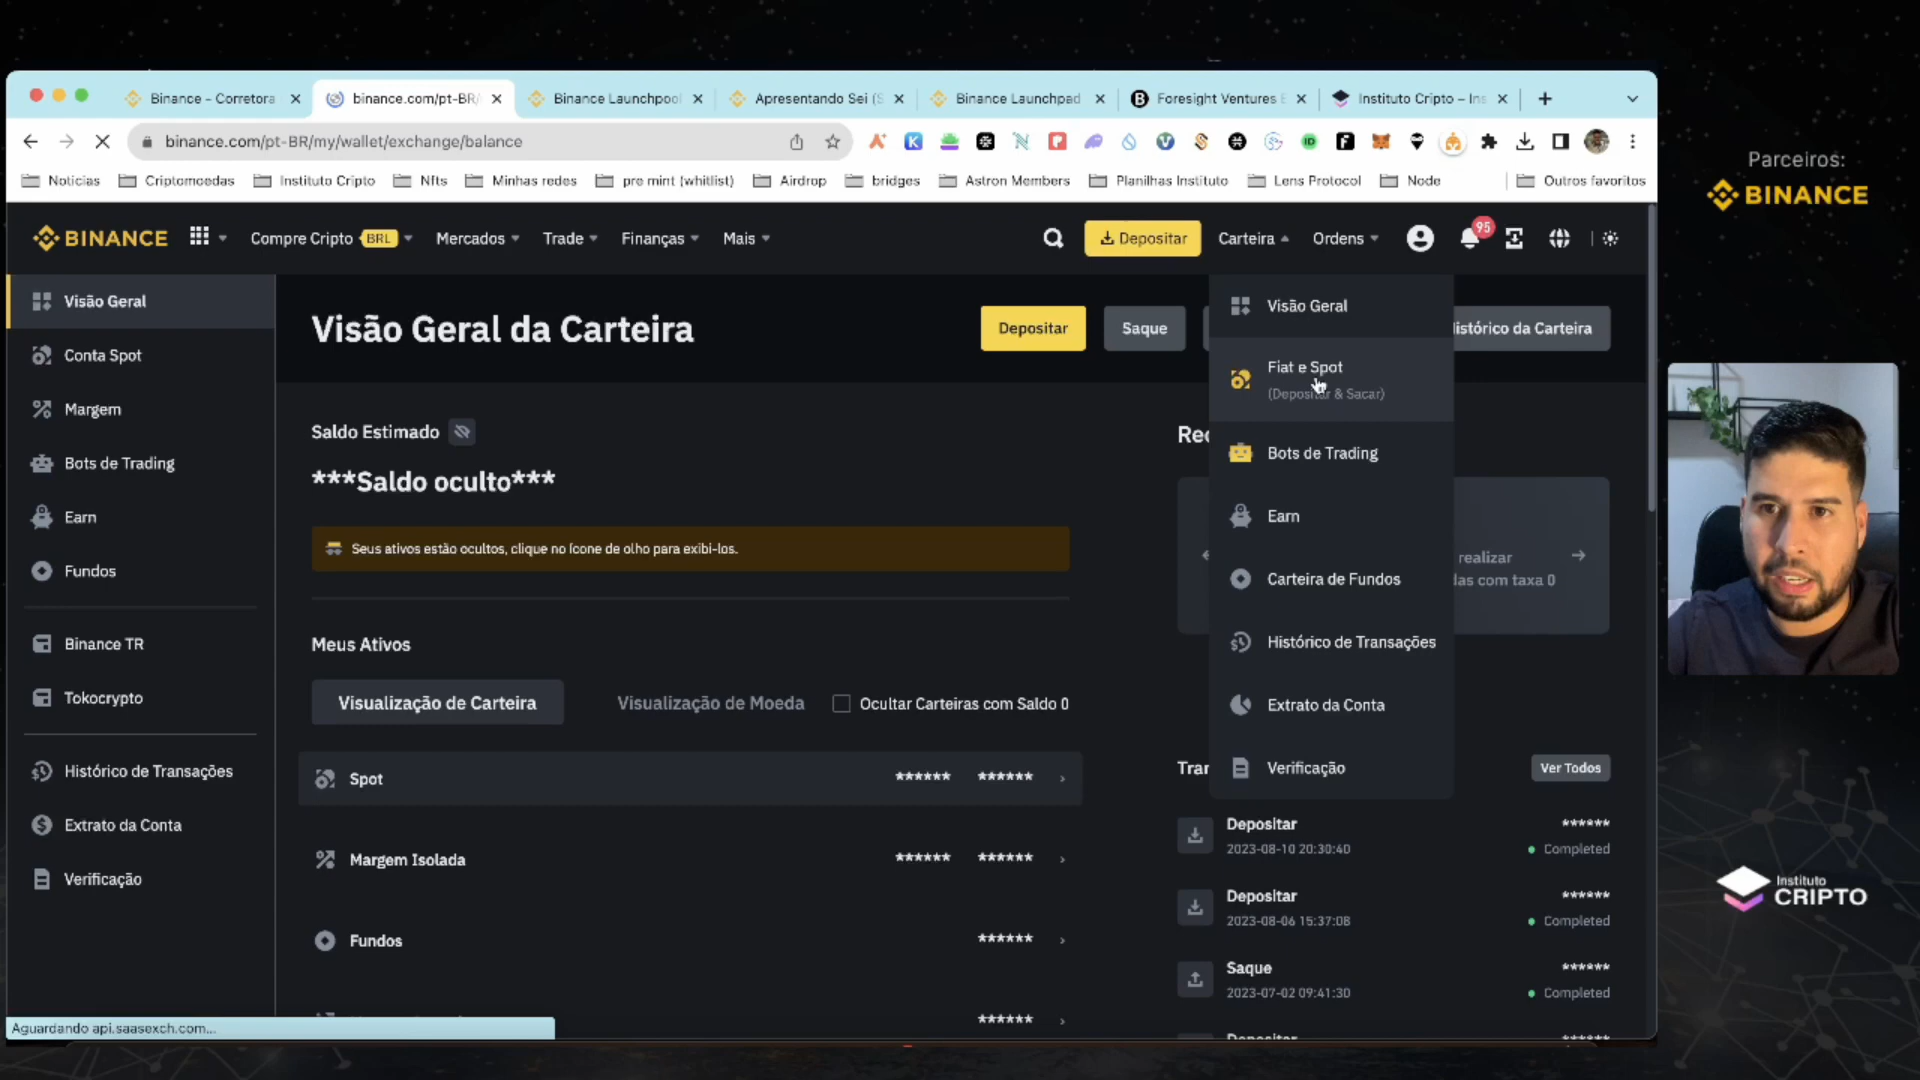 Binance - Corretora
binance.com/pt-BR/
Binance Launchpool
Apresentando Sei (S
Binance Launchpad
Foresight Ventures E
Instituto Cripto – Ins
binance.com/pt-BR/my/wallet/exchange/balance
Noticias
Criptomoedas
Instituto Cripto
Nfts
Minhas redes
pre mint (whitlist)
Airdrop
bridges
Astron Members
Planilhas Instituto
Lens Protocol
Node
Outros favoritos
Parceiros:
BINANCE
BINANCE
Compre Cripto BRL
Mercados
Trade
Finanças
Mais
Depositar
Carteira
Ordens
95
Visão Geral
Conta Spot
Margem
Bots de Trading
Earn
Fundos
Binance TR
Tokocrypto
Histórico de Transações
Extrato da Conta
Verificação
Visão Geral da Carteira
Depositar
Saque
istórico da Carteira
Visão Geral
Fiat e Spot
(Depositar & Sacar)
Bots de Trading
Earn
Carteira de Fundos
Histórico de Transações
Extrato da Conta
Verificação
Saldo Estimado
***Saldo oculto***
Seus ativos estão ocultos, clique no ícone de olho para exibi-los.
Meus Ativos
Visualização de Carteira
Visualização de Moeda
Ocultar Carteiras com Saldo 0
Spot ****** ******
Margem Isolada ****** ******
Fundos ******
******
Rec
realizar
das com taxa 0
Tran
Ver Todos
Depositar ******
2023-08-10 20:30:40 Completed
Depositar ******
2023-08-06 15:37:08 Completed
Saque ******
2023-07-02 09:41:30 Completed
Depositar ******
Aguardando api.saasexch.com...
Instituto
CRIPTO